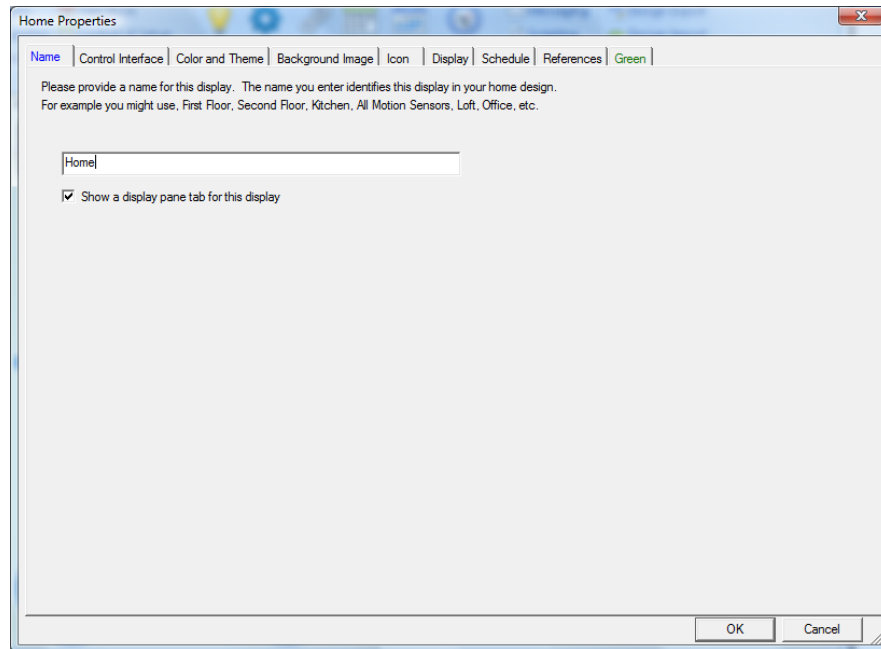 Home Properties
Name Control Interface Color and Theme Background Image Icon Display Schedule References Green
Please provide a name for this display. The name you enter identifies this display in your home design.
For example you might use, First Floor, Second Floor, Kitchen, All Motion Sensors, Loft, Office, etc.
Home
Show a display pane tab for this display
OK Cancel